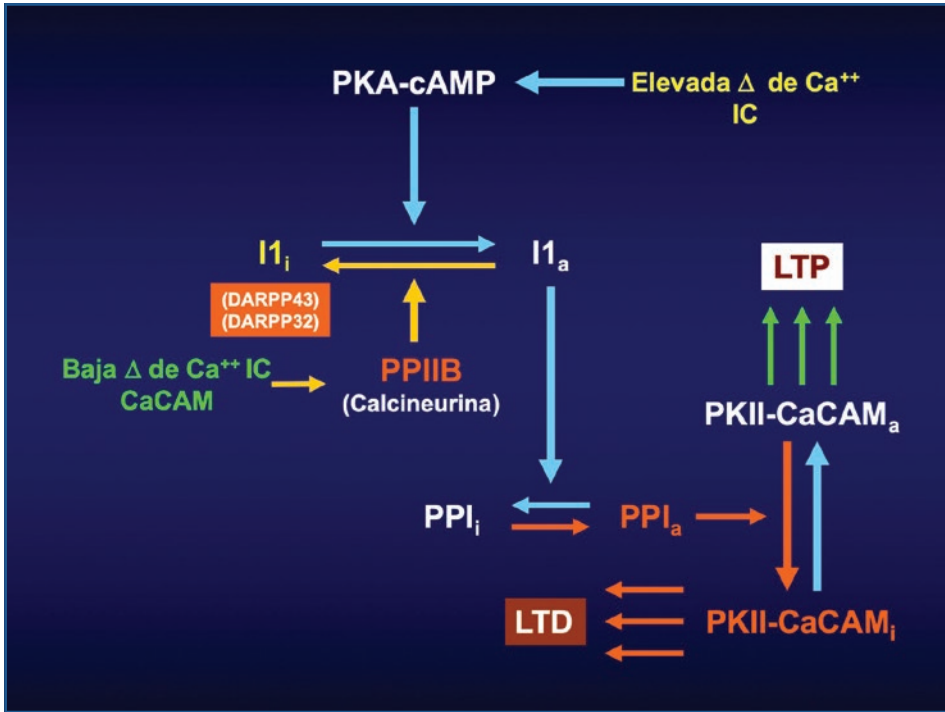 PKA-cAMP
Elevada Δ de Ca⁺⁺
IC
I1ᵢ
I1ₐ
(DARPP43)
(DARPP32)
LTP
Baja Δ de Ca⁺⁺ IC
CaCAM
PPIIB
(Calcineurina)
PKII-CaCAMₐ
PPIᵢ
PPIₐ
LTD
PKII-CaCAMᵢ